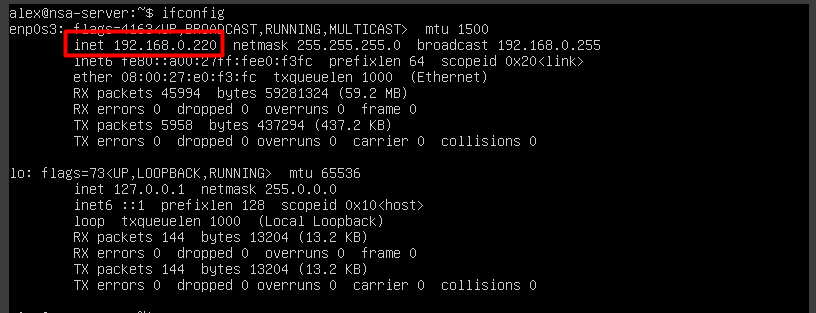 alex@nsa-server:~$ ifconfig
enp0s3: flags=4163<UP,BROADCAST,RUNNING,MULTICAST>  mtu 1500
        inet 192.168.0.220  netmask 255.255.255.0  broadcast 192.168.0.255
        inet6 fe80::a00:27ff:fee0:f3fc  prefixlen 64  scopeid 0x20<link>
        ether 08:00:27:e0:f3:fc  txqueuelen 1000  (Ethernet)
        RX packets 45994  bytes 59281324 (59.2 MB)
        RX errors 0  dropped 0  overruns 0  frame 0
        TX packets 5958  bytes 437294 (437.2 KB)
        TX errors 0  dropped 0 overruns 0  carrier 0  collisions 0

lo: flags=73<UP,LOOPBACK,RUNNING>  mtu 65536
        inet 127.0.0.1  netmask 255.0.0.0
        inet6 ::1  prefixlen 128  scopeid 0x10<host>
        loop  txqueuelen 1000  (Local Loopback)
        RX packets 144  bytes 13204 (13.2 KB)
        RX errors 0  dropped 0  overruns 0  frame 0
        TX packets 144  bytes 13204 (13.2 KB)
        TX errors 0  dropped 0 overruns 0  carrier 0  collisions 0